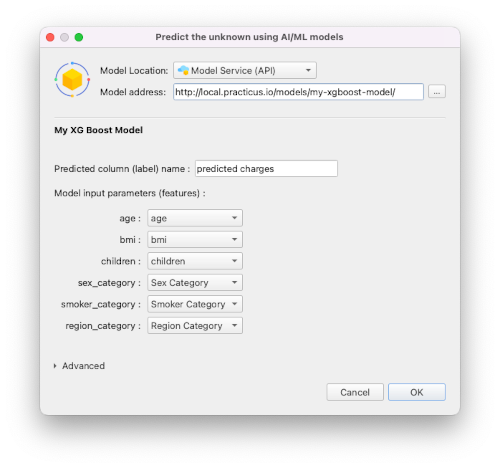 Predict the unknown using AI/ML models
Model Location: Model Service (API)
Model address: http://local.practicus.io/models/my-xgboost-model/ ...
My XG Boost Model
Predicted column (label) name : predicted charges
Model input parameters (features) :
age : age
bmi : bmi
children : children
sex_category : Sex Category
smoker_category : Smoker Category
region_category : Region Category
Advanced
Cancel OK